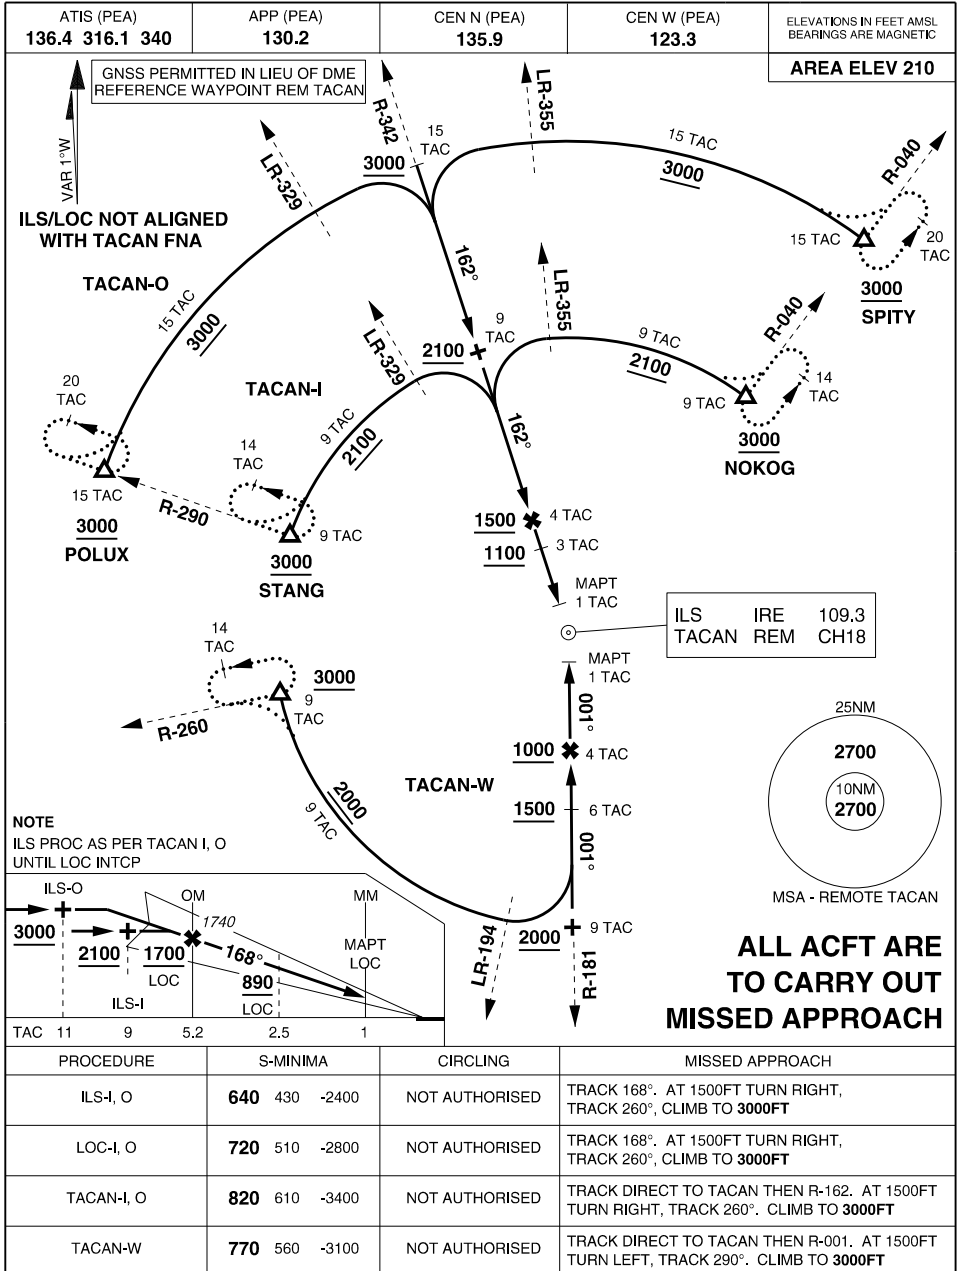 ATIS (PEA)
136.4 316.1 340
APP (PEA)
130.2
CEN N (PEA)
135.9
CEN W (PEA)
123.3
ELEVATIONS IN FEET AMSL
BEARINGS ARE MAGNETIC
AREA ELEV 210
GNSS PERMITTED IN LIEU OF DME
REFERENCE WAYPOINT REM TACAN
VAR 1°W
ILS/LOC NOT ALIGNED
WITH TACAN FNA
R-342
15
TAC
3000
LR-355
15 TAC
3000
R-040
LR-329
15 TAC
20
TAC
3000
SPITY
TACAN-O
162°
15 TAC
3000
LR-355
9
TAC
2100
R-040
LR-329
9 TAC
2100
TACAN-I
20
TAC
9 TAC
2100
9 TAC
14
TAC
3000
NOKOG
162°
14
TAC
15 TAC
R-290
3000
POLUX
9 TAC
3000
STANG
1500
4 TAC
1100
3 TAC
MAPT
1 TAC
ILS IRE 109.3
TACAN REM CH18
14
TAC
3000
9
TAC
R-260
MAPT
1 TAC
001°
1000
4 TAC
TACAN-W
2000
9 TAC
1500
6 TAC
001°
25NM
2700
10NM
2700
MSA - REMOTE TACAN
NOTE
ILS PROC AS PER TACAN I, O
UNTIL LOC INTCP
LR-194
2000
9 TAC
R-181
ILS-O
OM
MM
1740
3000
2100
1700
LOC
168°
MAPT
LOC
890
LOC
ILS-I
TAC 11 9 5.2 2.5 1
ALL ACFT ARE
TO CARRY OUT
MISSED APPROACH
PROCEDURE S-MINIMA CIRCLING MISSED APPROACH
ILS-I, O 640 430 -2400 NOT AUTHORISED TRACK 168°. AT 1500FT TURN RIGHT,
TRACK 260°, CLIMB TO 3000FT
LOC-I, O 720 510 -2800 NOT AUTHORISED TRACK 168°. AT 1500FT TURN RIGHT,
TRACK 260°, CLIMB TO 3000FT
TACAN-I, O 820 610 -3400 NOT AUTHORISED TRACK DIRECT TO TACAN THEN R-162. AT 1500FT
TURN RIGHT, TRACK 260°. CLIMB TO 3000FT
TACAN-W 770 560 -3100 NOT AUTHORISED TRACK DIRECT TO TACAN THEN R-001. AT 1500FT
TURN LEFT, TRACK 290°. CLIMB TO 3000FT